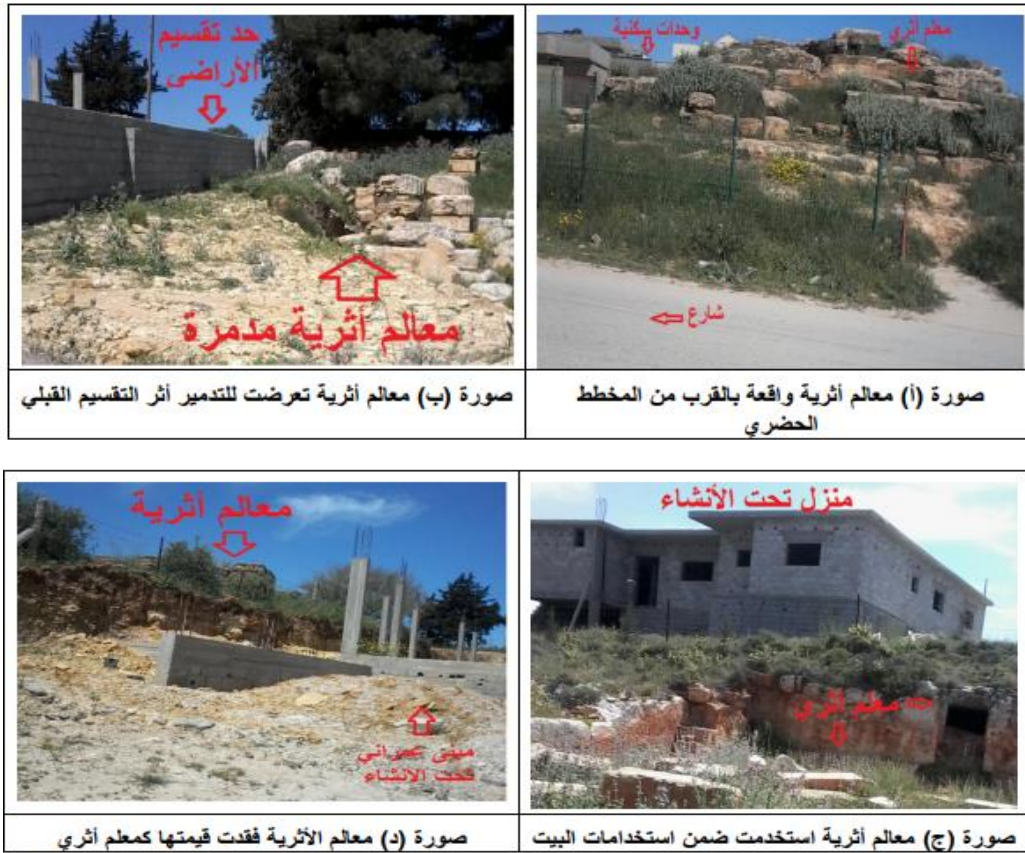 معلم أثري
وحدات سكنية
شارع
صورة (أ) معالم أثرية واقعة بالقرب من المخطط
الحضري
حد تقسيم
الأراضى
معالم أثرية مدمرة
صورة (ب) معالم أثرية تعرضت للتدمير أثر التقسيم القبلي
منزل تحت الأنشاء
معلم أثري
صورة (ج) معالم أثرية استخدمت ضمن استخدامات البيت
معالم أثرية
مبنى عمراني
تحت الانشاء
صورة (د) معالم الأثرية فقدت قيمتها كمعلم أثري